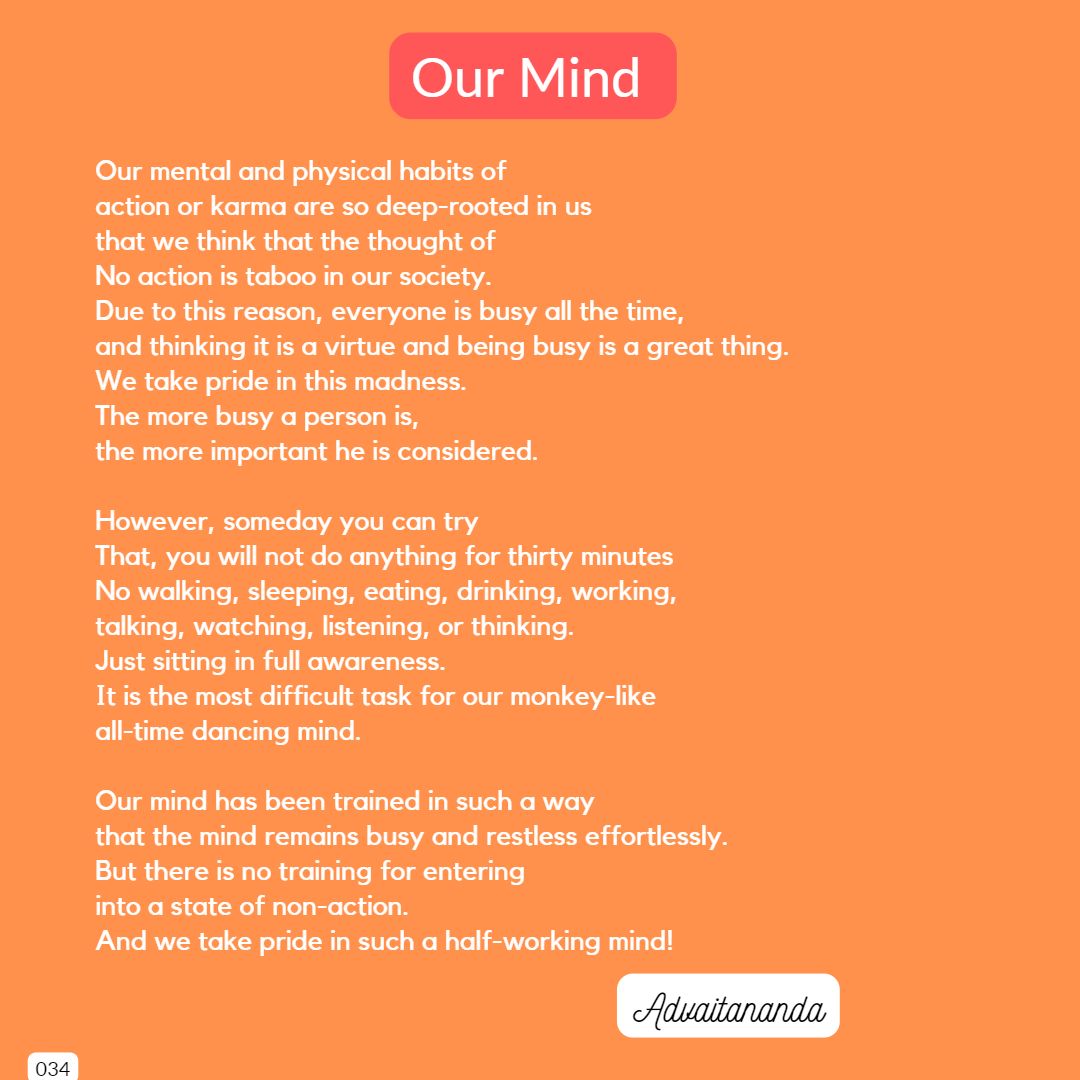 Our Mind
Our mental and physical habits of
action or karma are so deep-rooted in us
that we think that the thought of
No action is taboo in our society.
Due to this reason, everyone is busy all the time,
and thinking it is a virtue and being busy is a great thing.
We take pride in this madness.
The more busy a person is,
the more important he is considered.
However, someday you can try
That, you will not do anything for thirty minutes
No walking, sleeping, eating, drinking, working,
talking, watching, listening, or thinking.
Just sitting in full awareness.
It is the most difficult task for our monkey-like
all-time dancing mind.
Our mind has been trained in such a way
that the mind remains busy and restless effortlessly.
But there is no training for entering
into a state of non-action.
And we take pride in such a half-working mind!
Advaitananda
034